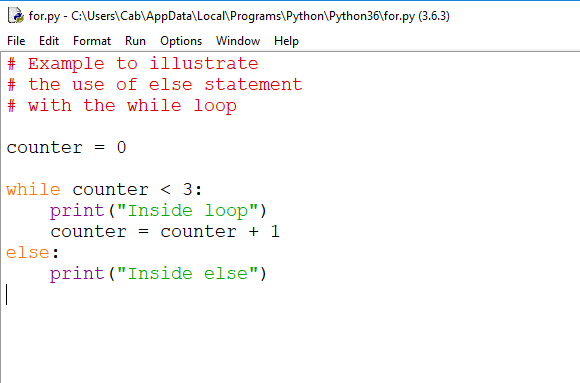 for.py - C:\Users\Cab\AppData\Local\Programs\Python\Python36\for.py (3.6.3)
File Edit Format Run Options Window Help
# Example to illustrate
# the use of else statement
# with the while loop
counter = 0
while counter < 3:
    print("Inside loop")
    counter = counter + 1
else:
    print("Inside else")